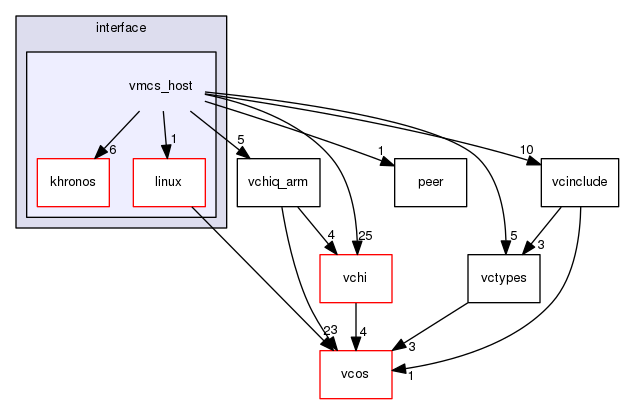 interface
vmcs_host
6
1
5
1
10
khronos
linux
vchiq_arm
peer
vcinclude
4
25
5
3
vchi
vctypes
23
4
3
1
vcos